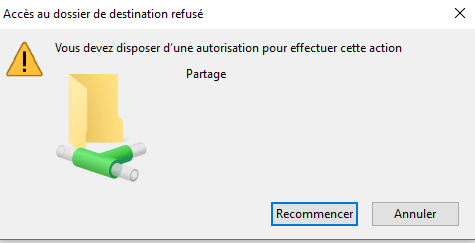 Accès au dossier de destination refusé
Vous devez disposer d'une autorisation pour effectuer cette action
Partage
Recommencer
Annuler